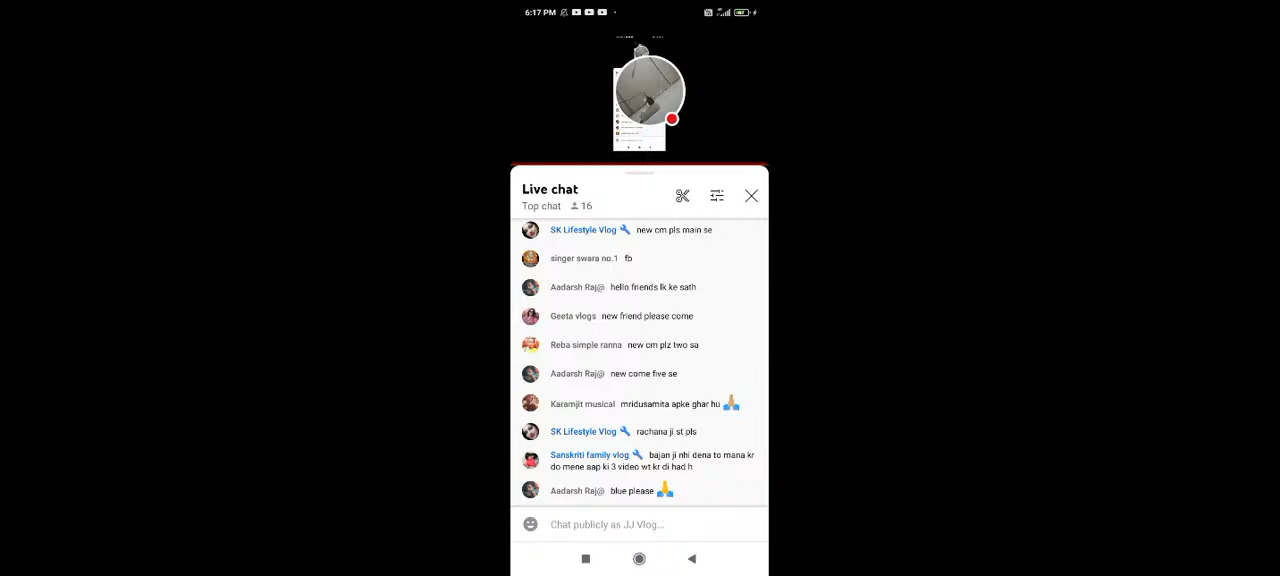 6:17 PM
Live chat
Top chat 16
SK Lifestyle Vlog new cm pls main se
singer swara no.1 fb
Aadarsh Raj@ hello friends lk ke sath
Geeta vlogs new friend please come
Reba simple ranna new cm plz two sa
Aadarsh Raj@ new come five se
Karamjit musical mridusamita apke ghar hu 🙏
SK Lifestyle Vlog rachana ji st pls
Sanskriti family vlog bajan ji nhi dena to mana kr
do mene aap ki 3 video wt kr di had h
Aadarsh Raj@ blue please 🙏
Chat publicly as JJ Vlog...